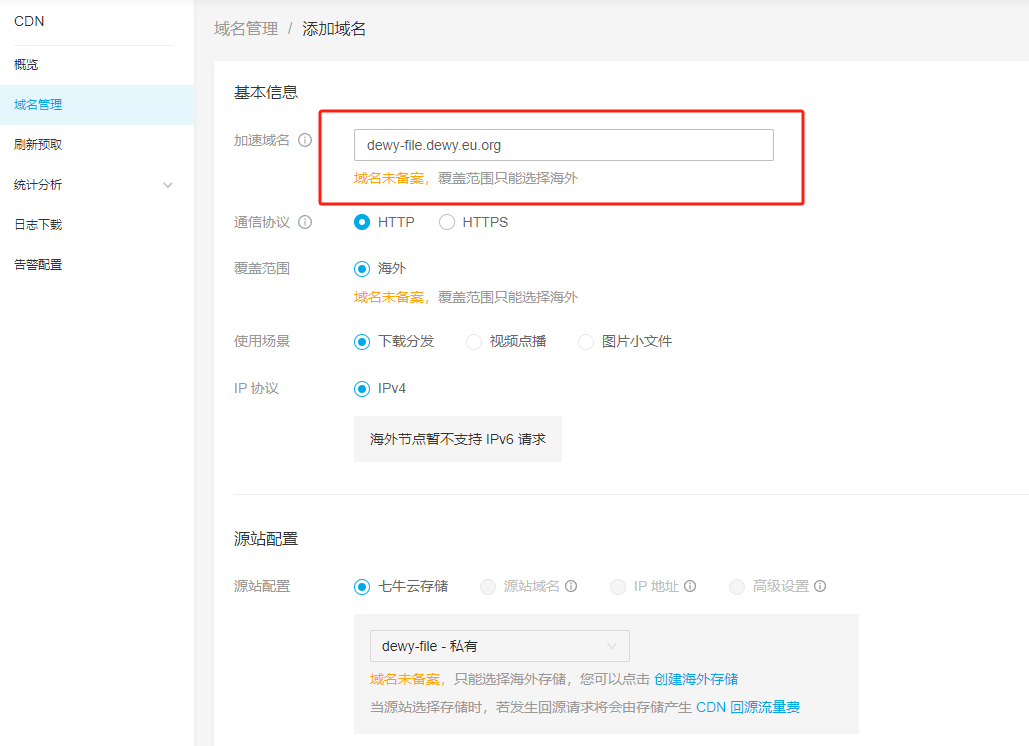 CDN
概览
域名管理
刷新预取
统计分析
日志下载
告警配置
域名管理 / 添加域名
基本信息
加速域名 dewy-file.dewy.eu.org
域名未备案，覆盖范围只能选择海外
通信协议 HTTP HTTPS
覆盖范围 海外
域名未备案，覆盖范围只能选择海外
使用场景 下载分发 视频点播 图片小文件
IP 协议 IPv4
海外节点暂不支持 IPv6 请求
源站配置
源站配置 七牛云存储 源站域名 IP 地址 高级设置
dewy-file - 私有
域名未备案，只能选择海外存储，您可以点击 创建海外存储
当源站选择存储时，若发生回源请求将会由存储产生 CDN 回源流量费